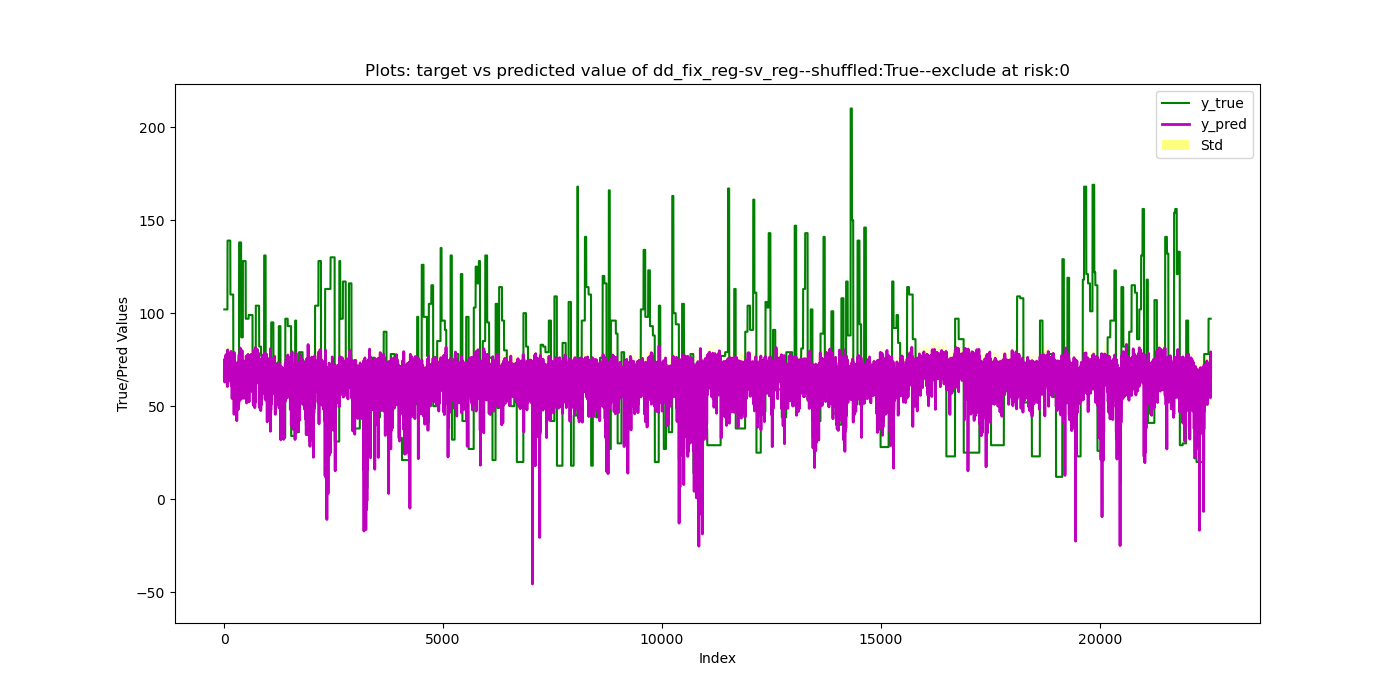 Plots: target vs predicted value of dd_fix_reg-sv_reg--shuffled:True--exclude at risk:0
y_true
y_pred
Std
True/Pred Values
200
150
100
50
0
−50
0
5000
10000
15000
20000
Index